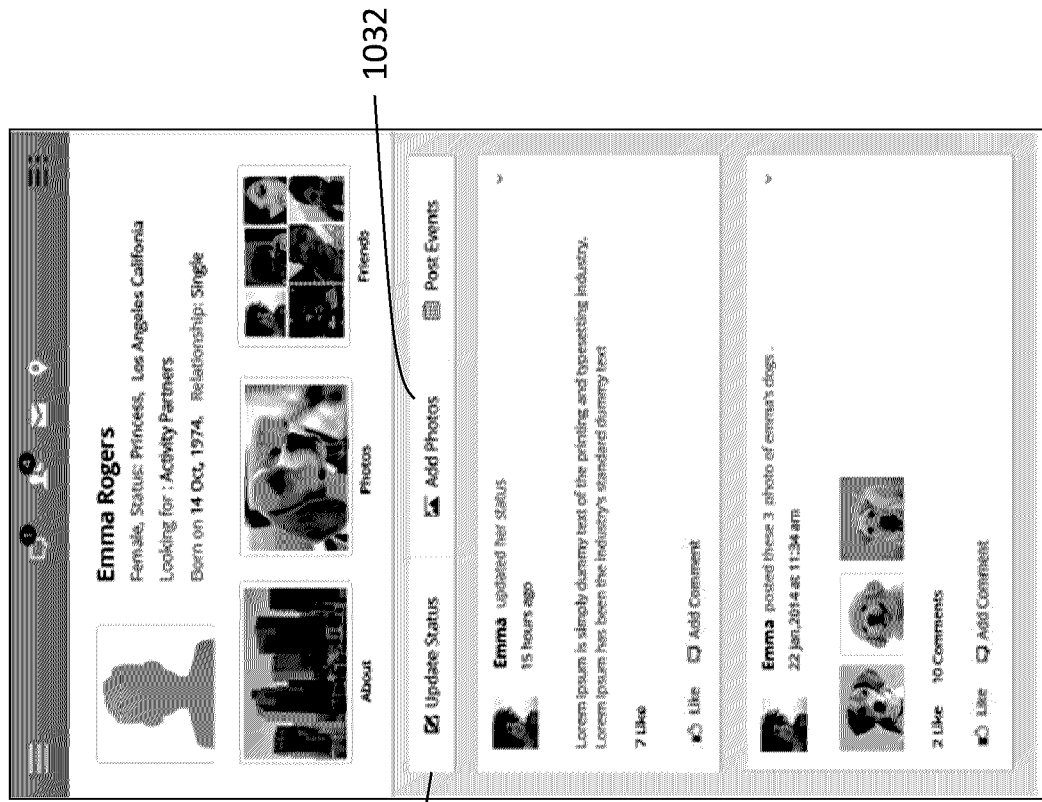 1
4
Emma Rogers
Female, Status: Princess, Los Angeles Califonia
Looking for : Activity Partners
Born on 14 Oct, 1974, Relationship: Single
About
Photos
Friends
Update Status
Add Photos
Post Events
1032
Emma updated her status
15 hours ago
Lorem Ipsum is simply dummy text of the printing and typesetting industry.
Lorem Ipsum has been the industry's standard dummy text
7 Like
Like Add Comment
Emma posted these 3 photo of emma's dogs .
22 jan,2014 at 11:34 am
2 Like 10 Comments
Like Add Comment